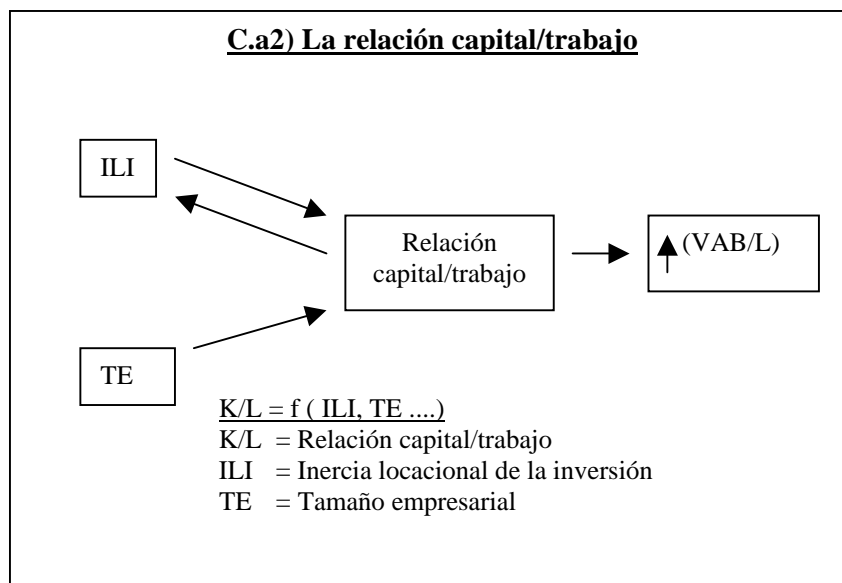 C.a2) La relación capital/trabajo
ILI
Relación
capital/trabajo
(VAB/L)
TE
K/L = f ( ILI, TE ....)
K/L = Relación capital/trabajo
ILI = Inercia locacional de la inversión
TE = Tamaño empresarial